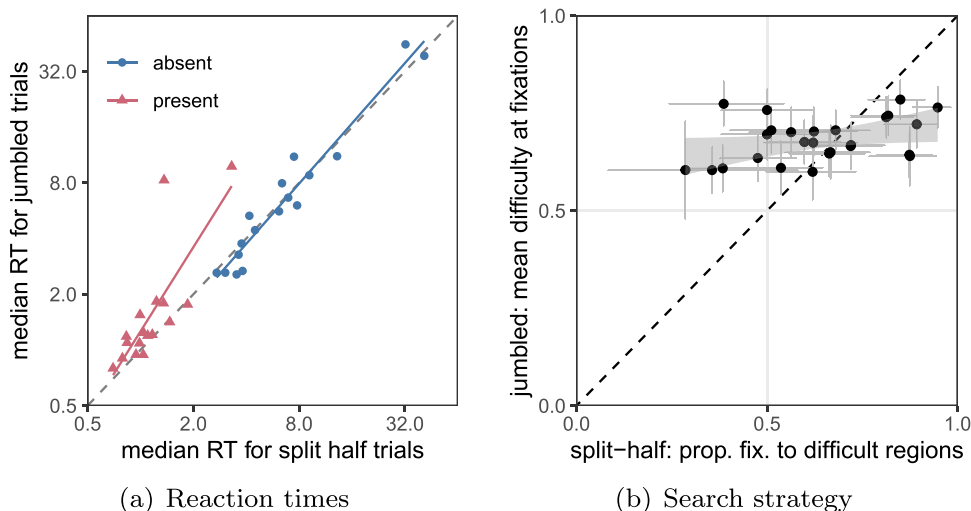 median RT for jumbled trials
32.0
8.0
2.0
0.5
absent
present
0.5
2.0
8.0
32.0
median RT for split half trials
(a) Reaction times
jumbled: mean difficulty at fixations
1.0
0.5
0.0
0.0
0.5
1.0
split−half: prop. fix. to difficult regions
(b) Search strategy